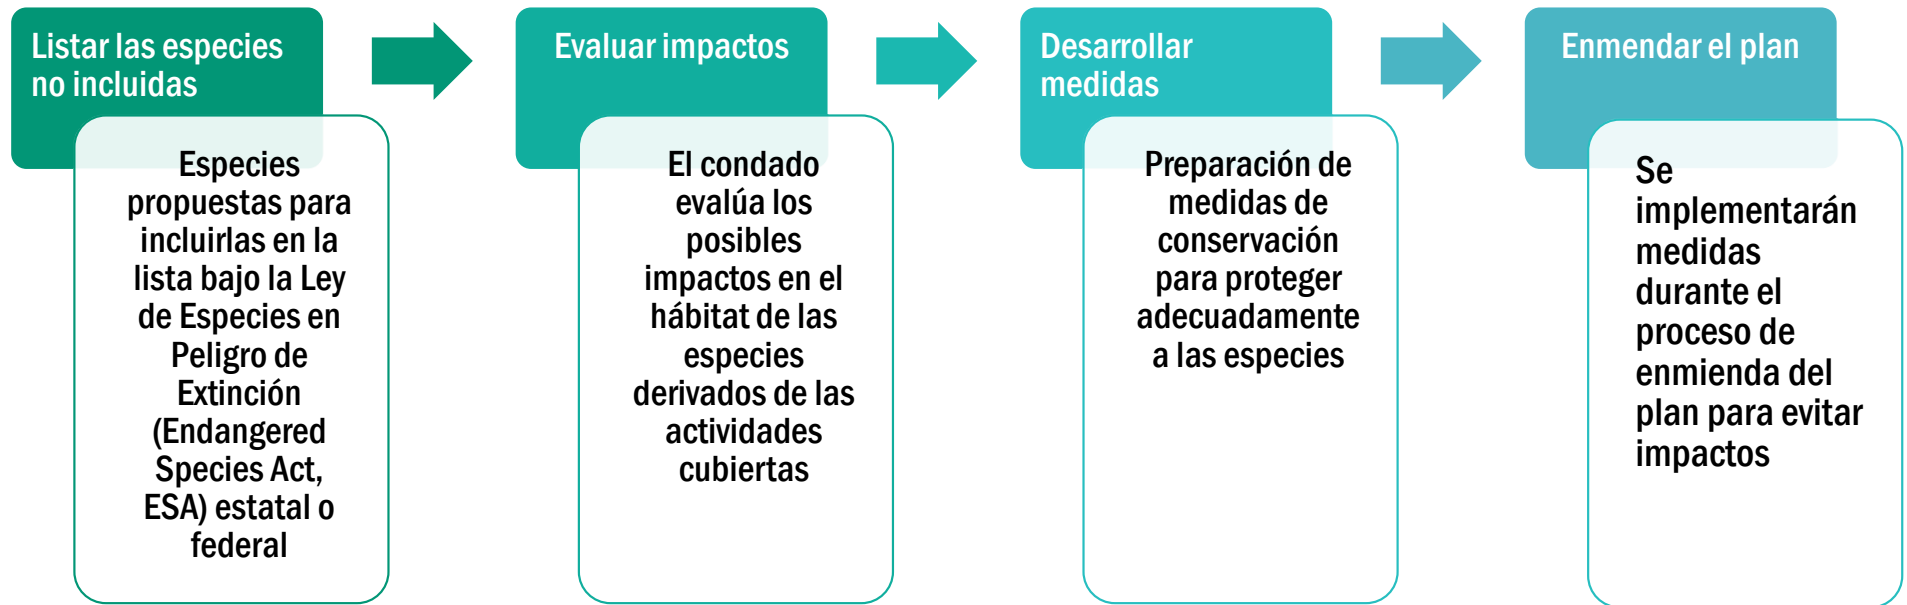 Listar las especies
no incluidas
Especies
propuestas para
incluirlas en la
lista bajo la Ley
de Especies en
Peligro de
Extinción
(Endangered
Species Act,
ESA) estatal o
federal
Evaluar impactos
El condado
evalúa los
posibles
impactos en el
hábitat de las
especies
derivados de las
actividades
cubiertas
Desarrollar
medidas
Preparación de
medidas de
conservación
para proteger
adecuadamente
a las especies
Enmendar el plan
Se
implementarán
medidas
durante el
proceso de
enmienda del
plan para evitar
impactos